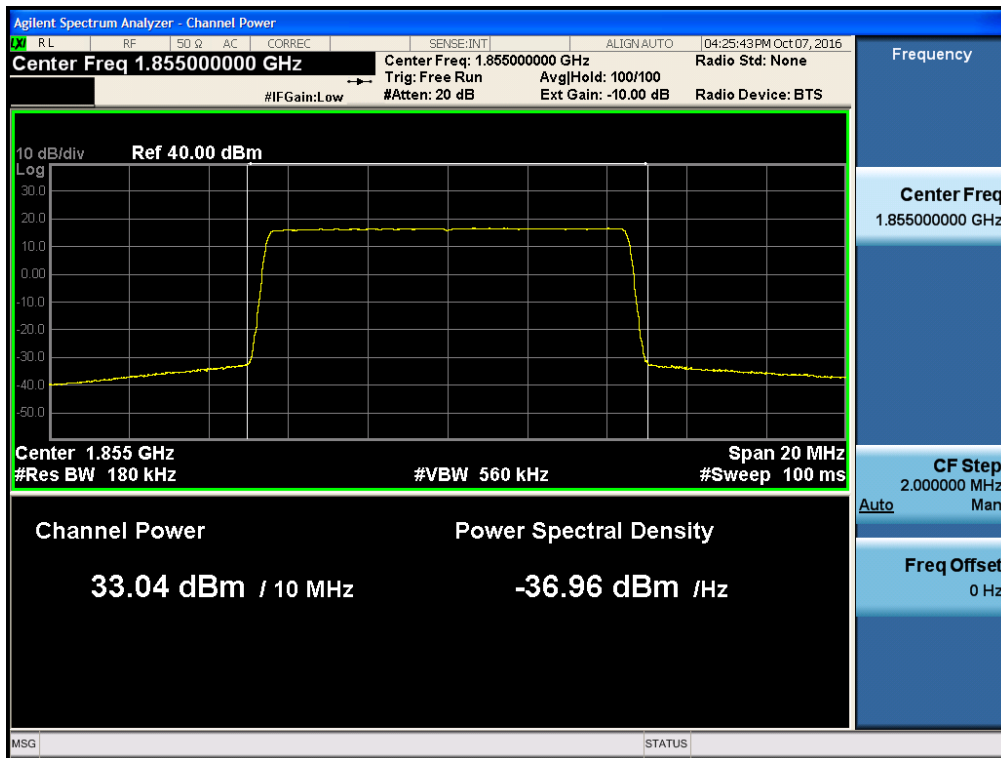 Agilent Spectrum Analyzer - Channel Power
LXI RL RF 50 Ω AC CORREC SENSE:INT ALIGN AUTO 04:25:43 PM Oct 07, 2016
Center Freq 1.855000000 GHz
Center Freq: 1.855000000 GHz Radio Std: None
Trig: Free Run Avg|Hold: 100/100
#IFGain:Low #Atten: 20 dB Ext Gain: -10.00 dB Radio Device: BTS
10 dB/div Ref 40.00 dBm
Log
30.0
20.0
10.0
0.00
-10.0
-20.0
-30.0
-40.0
-50.0
Center 1.855 GHz Span 20 MHz
#Res BW 180 kHz #VBW 560 kHz #Sweep 100 ms
Channel Power Power Spectral Density
33.04 dBm / 10 MHz -36.96 dBm /Hz
MSG STATUS
Frequency
Center Freq
1.855000000 GHz
CF Step
2.000000 MHz
Auto Man
Freq Offset
0 Hz